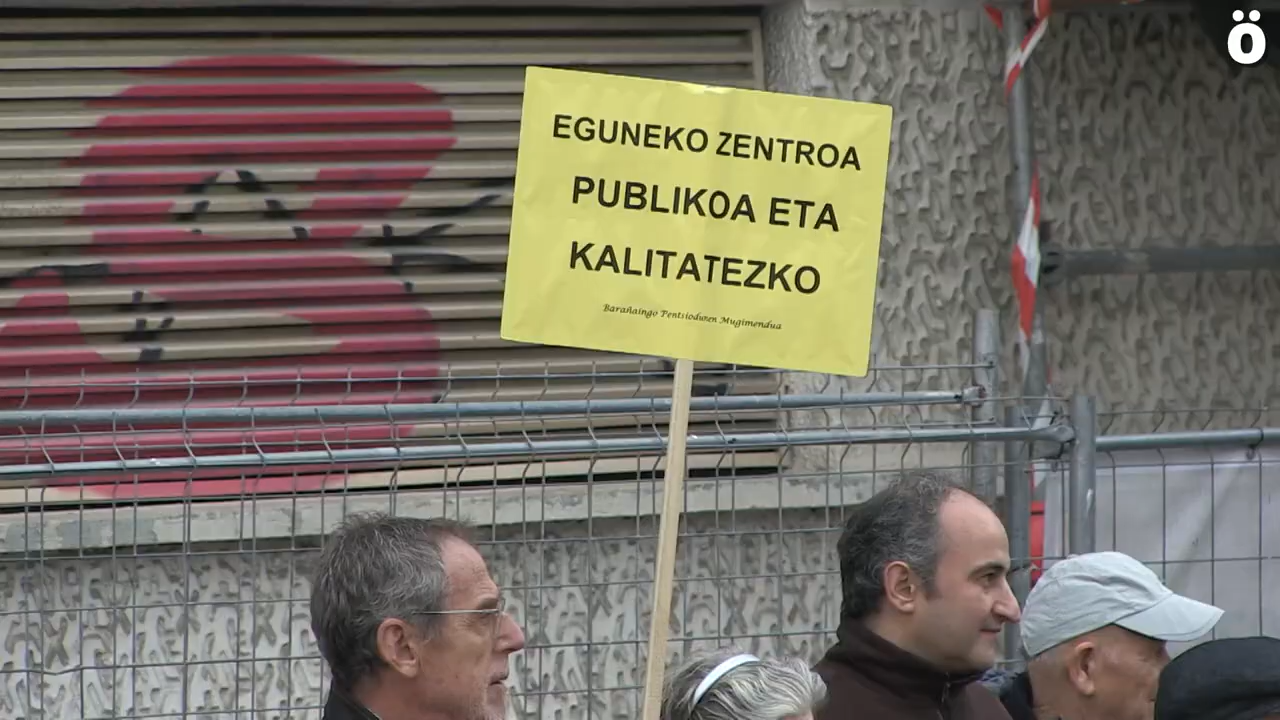 ö
EGUNEKO ZENTROA
PUBLIKOA ETA
KALITATEZKO
Barañaingo Pentsiodunen Mugimendua